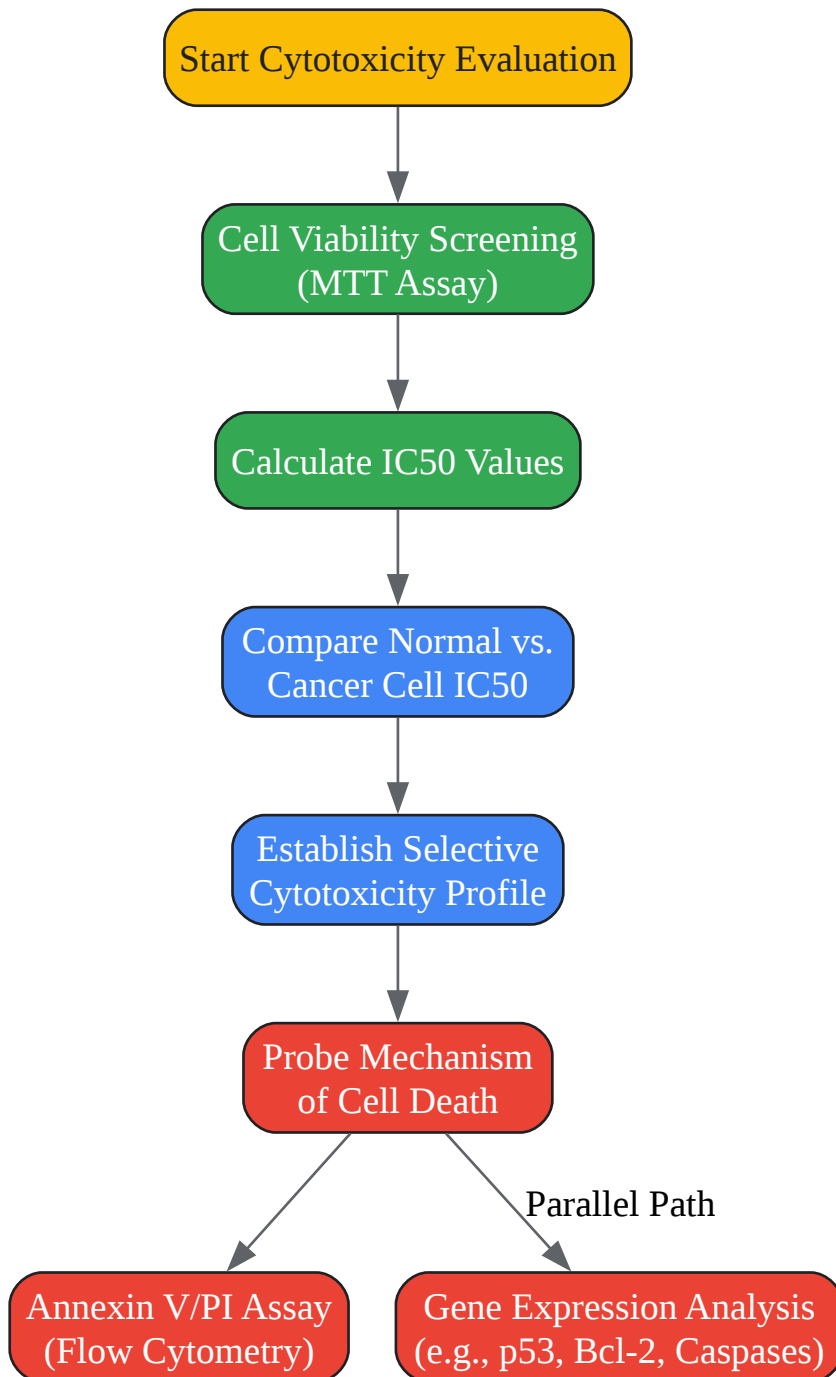 Start Cytotoxicity Evaluation
Cell Viability Screening
(MTT Assay)
Calculate IC50 Values
Compare Normal vs.
Cancer Cell IC50
Establish Selective
Cytotoxicity Profile
Probe Mechanism
of Cell Death
Parallel Path
Annexin V/PI Assay
(Flow Cytometry)
Gene Expression Analysis
(e.g., p53, Bcl-2, Caspases)